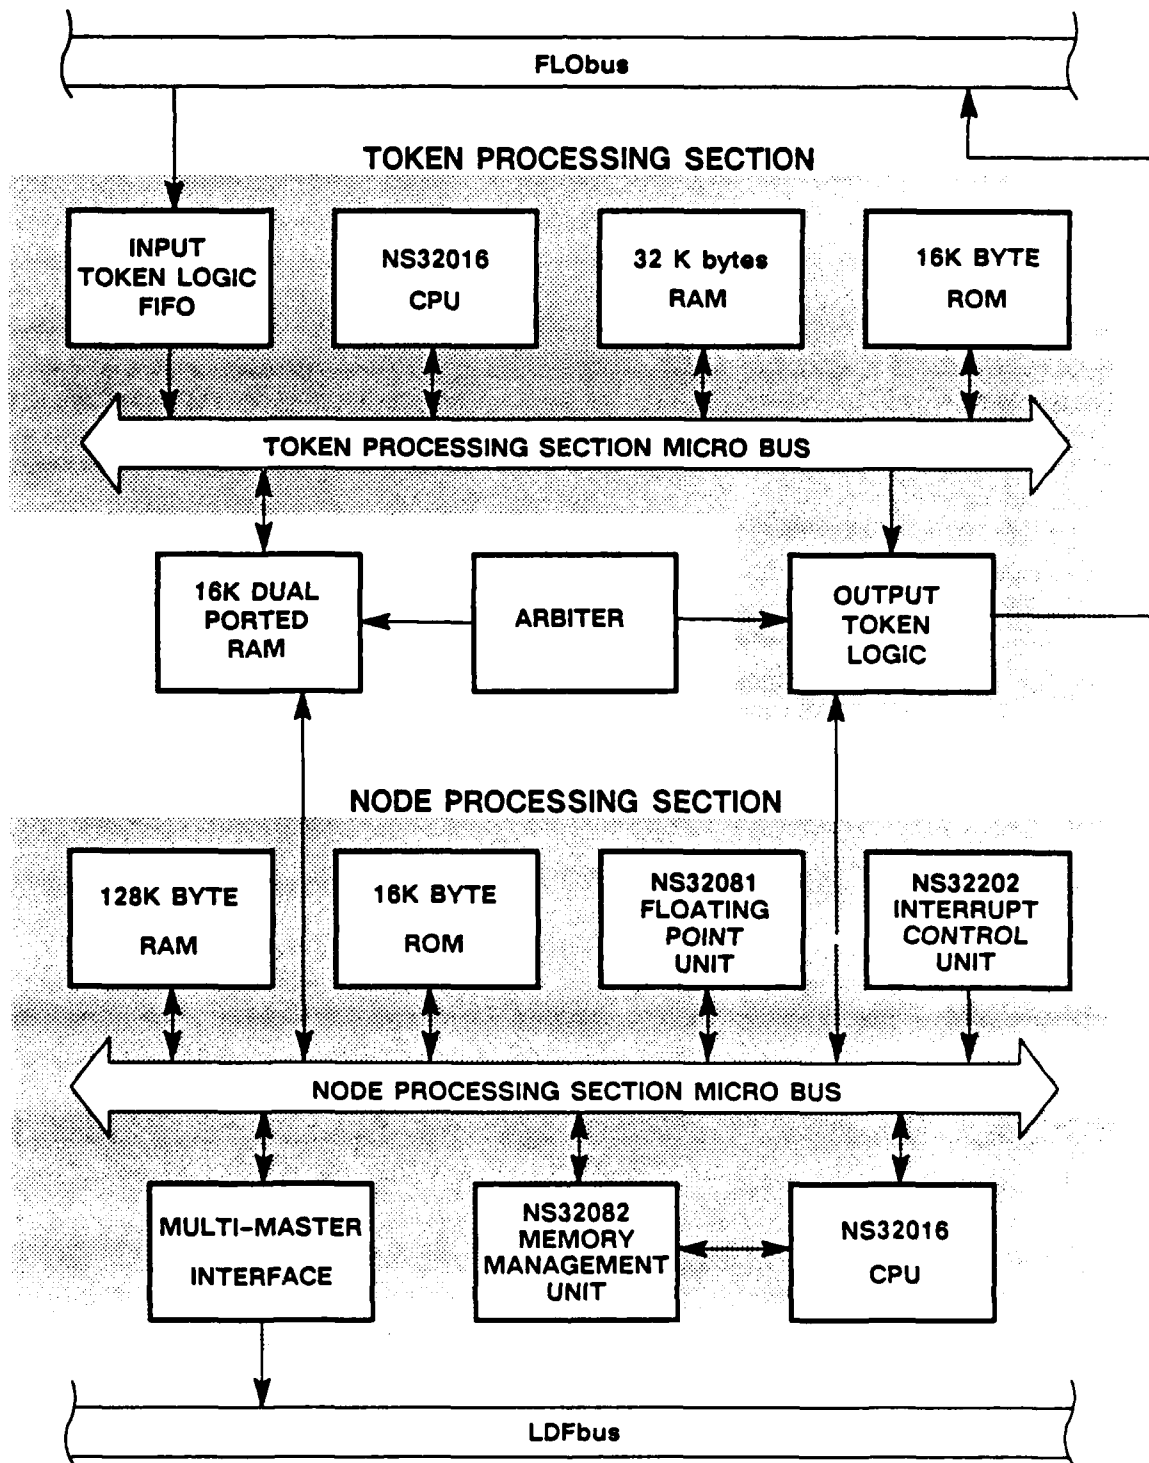 FLObus
TOKEN PROCESSING SECTION
INPUT
TOKEN LOGIC
FIFO
NS32016
CPU
32 K bytes
RAM
16K BYTE
ROM
TOKEN PROCESSING SECTION MICRO BUS
16K DUAL
PORTED
RAM
ARBITER
OUTPUT
TOKEN
LOGIC
NODE PROCESSING SECTION
128K BYTE
RAM
16K BYTE
ROM
NS32081
FLOATING
POINT
UNIT
NS32202
INTERRUPT
CONTROL
UNIT
NODE PROCESSING SECTION MICRO BUS
MULTI-MASTER
INTERFACE
NS32082
MEMORY
MANAGEMENT
UNIT
NS32016
CPU
LDFbus